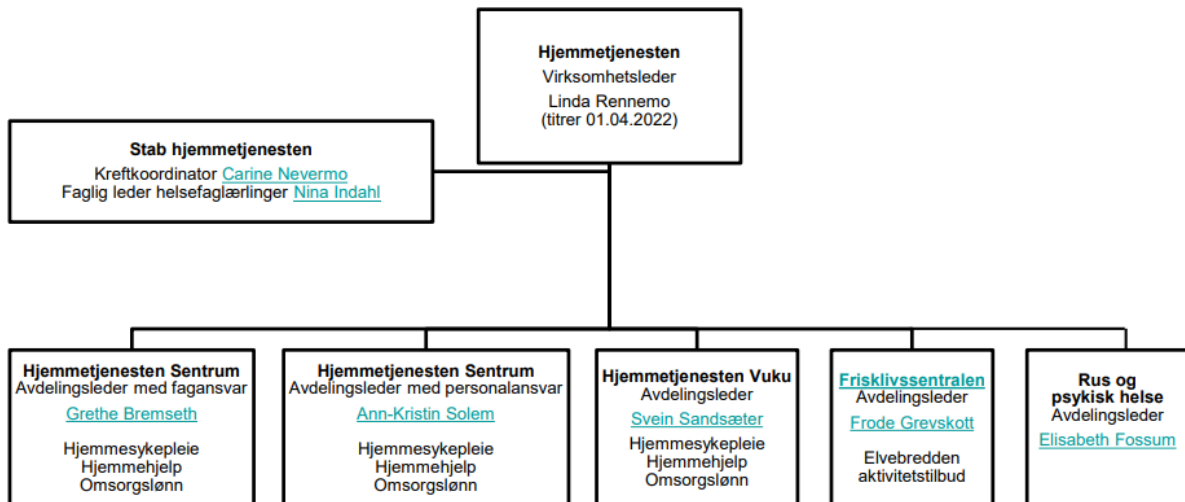 Hjemmetjenesten
Virksomhetsleder
Linda Rennemo
(titrer 01.04.2022)
Stab hjemmetjenesten
Kreftkoordinator Carine Nevermo
Faglig leder helsefaglærlinger Nina Indahl
Hjemmetjenesten Sentrum
Avdelingsleder med fagansvar
Grethe Bremseth
Hjemmesykepleie
Hjemmehjelp
Omsorgslønn
Hjemmetjenesten Sentrum
Avdelingsleder med personalansvar
Ann-Kristin Solem
Hjemmesykepleie
Hjemmehjelp
Omsorgslønn
Hjemmetjenesten Vuku
Avdelingsleder
Svein Sandsæter
Hjemmesykepleie
Hjemmehjelp
Omsorgslønn
Frisklivssentralen
Avdelingsleder
Frode Grevskott
Elvebredden
aktivitetstilbud
Rus og
psykisk helse
Avdelingsleder
Elisabeth Fossum